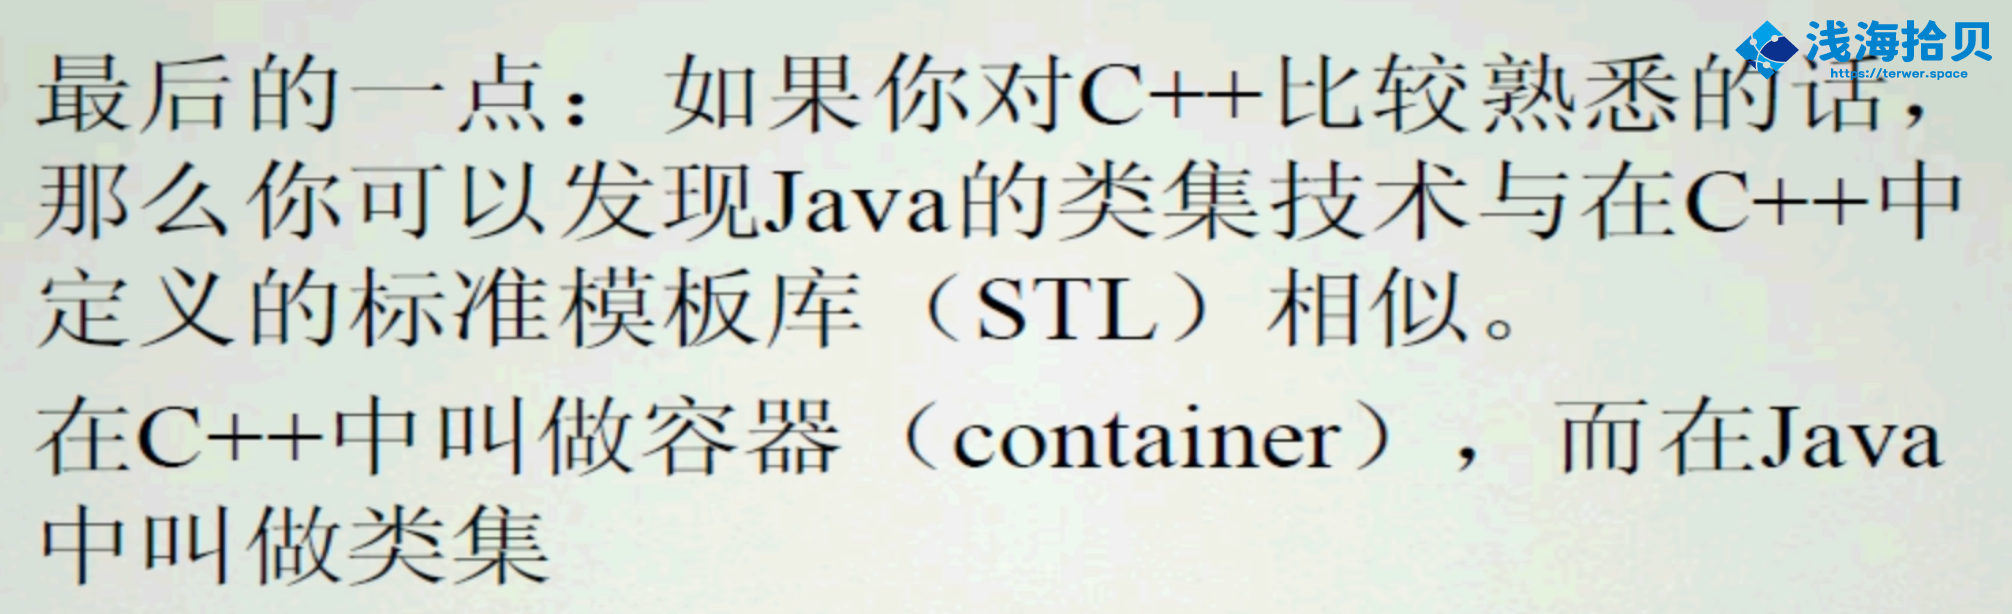 浅海拾贝
https://terwer.space
最后的一点：如果你对C++比较熟悉的话，
那么你可以发现Java的类集技术与在C++中
定义的标准模板库（STL）相似。
在C++中叫做容器（container），而在Java
中叫做类集